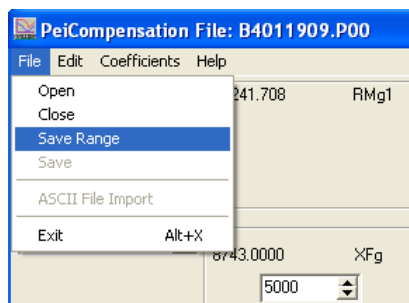 PeiCompensation File: B4011909.P00
File Edit Coefficients Help
Open
Close
Save Range
Save
ASCII File Import
Exit Alt+X
241.708 RMg1
8743.0000 XFg
5000